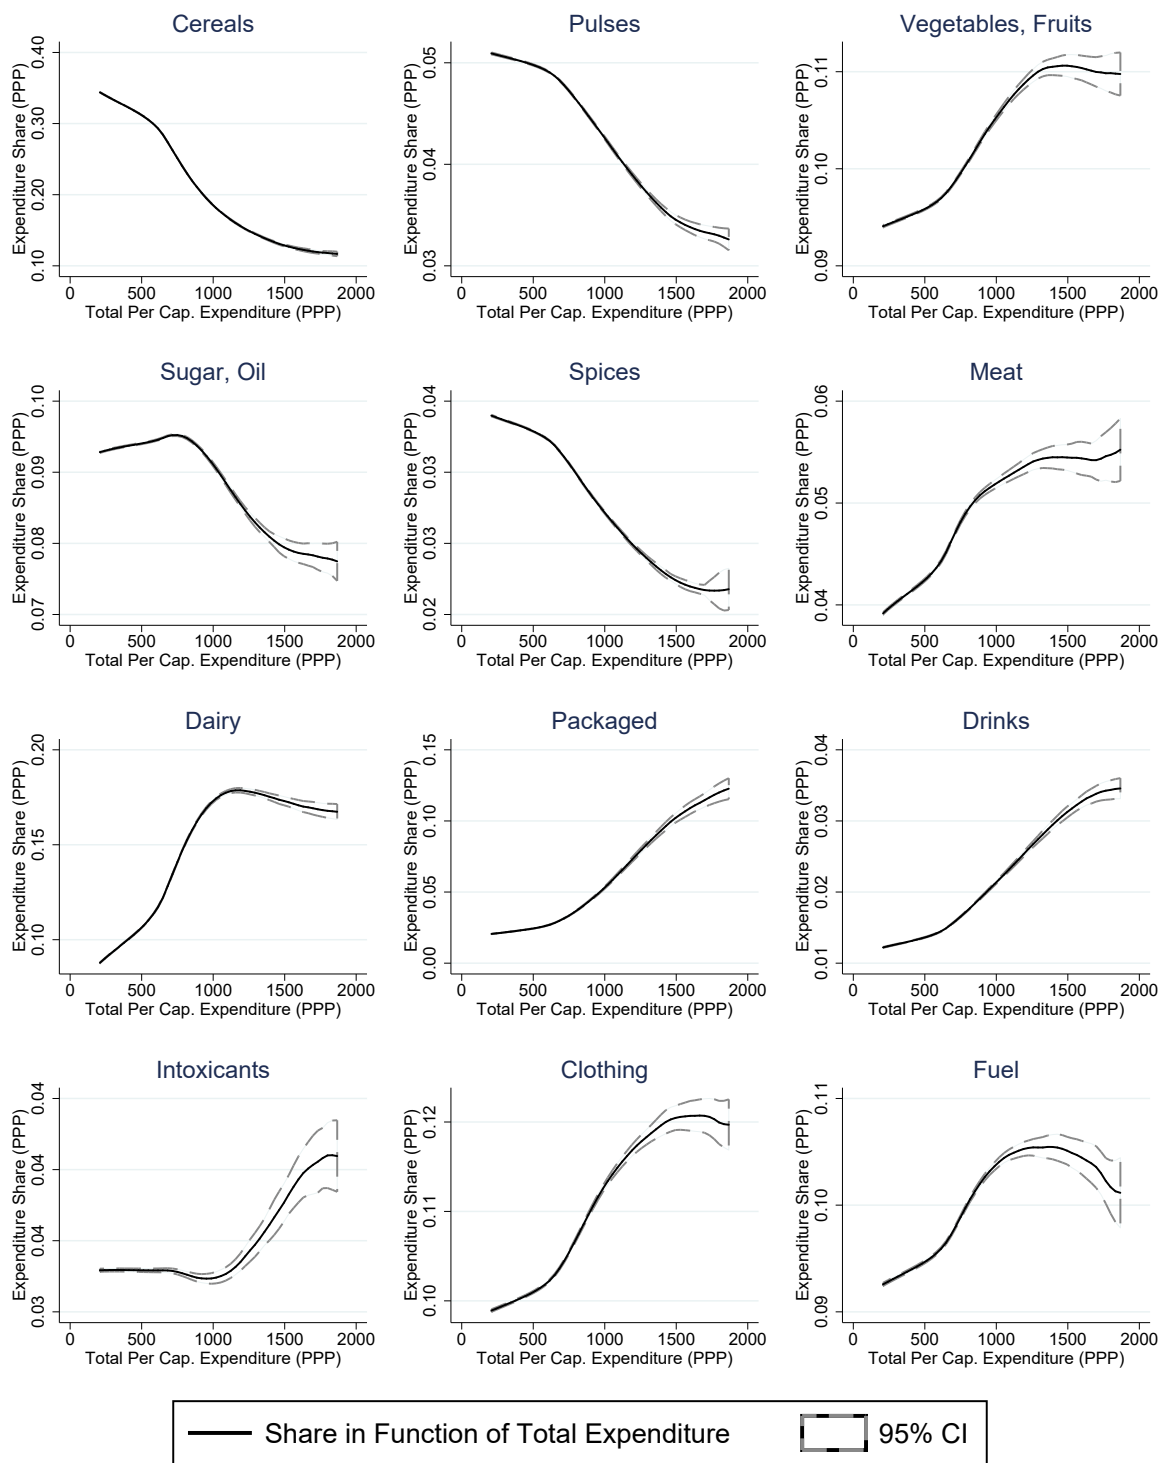 Cereals
Expenditure Share (PPP)
0.40
0.30
0.20
0.10
0 500 1000 1500 2000
Total Per Cap. Expenditure (PPP)
Pulses
Expenditure Share (PPP)
0.05
0.04
0.03
0 500 1000 1500 2000
Total Per Cap. Expenditure (PPP)
Vegetables, Fruits
Expenditure Share (PPP)
0.11
0.10
0.09
0 500 1000 1500 2000
Total Per Cap. Expenditure (PPP)
Sugar, Oil
Expenditure Share (PPP)
0.10
0.09
0.08
0.07
0 500 1000 1500 2000
Total Per Cap. Expenditure (PPP)
Spices
Expenditure Share (PPP)
0.04
0.03
0.03
0.02
0 500 1000 1500 2000
Total Per Cap. Expenditure (PPP)
Meat
Expenditure Share (PPP)
0.06
0.05
0.04
0 500 1000 1500 2000
Total Per Cap. Expenditure (PPP)
Dairy
Expenditure Share (PPP)
0.20
0.15
0.10
0 500 1000 1500 2000
Total Per Cap. Expenditure (PPP)
Packaged
Expenditure Share (PPP)
0.15
0.10
0.05
0.00
0 500 1000 1500 2000
Total Per Cap. Expenditure (PPP)
Drinks
Expenditure Share (PPP)
0.04
0.03
0.02
0.01
0 500 1000 1500 2000
Total Per Cap. Expenditure (PPP)
Intoxicants
Expenditure Share (PPP)
0.04
0.04
0.04
0.03
0 500 1000 1500 2000
Total Per Cap. Expenditure (PPP)
Clothing
Expenditure Share (PPP)
0.12
0.11
0.10
0 500 1000 1500 2000
Total Per Cap. Expenditure (PPP)
Fuel
Expenditure Share (PPP)
0.11
0.10
0.09
0 500 1000 1500 2000
Total Per Cap. Expenditure (PPP)
Share in Function of Total Expenditure 95% CI